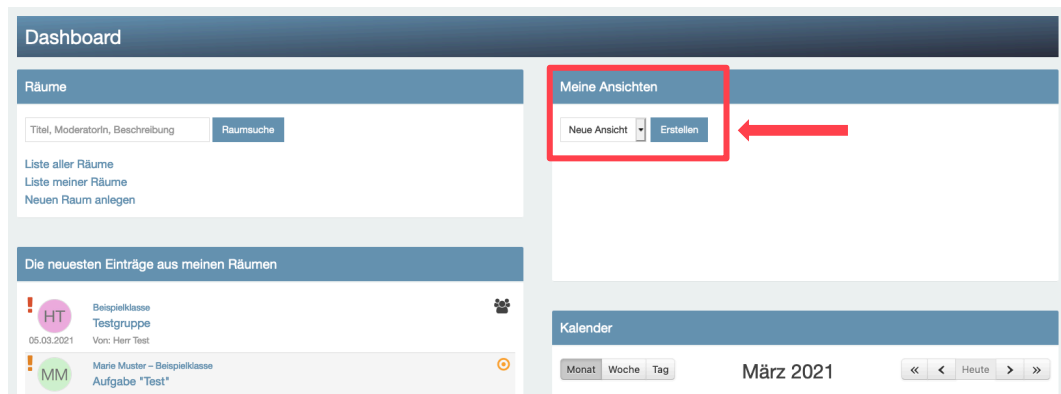 Dashboard
Räume
Titel, ModeratorIn, Beschreibung Raumsuche
Liste aller Räume
Liste meiner Räume
Neuen Raum anlegen
Die neuesten Einträge aus meinen Räumen
HT
Beispielklasse
Testgruppe
05.03.2021 Von: Herr Test
MM
Marie Muster – Beispielklasse
Aufgabe "Test"
Meine Ansichten
Neue Ansicht Erstellen
Kalender
Monat Woche Tag März 2021 Heute